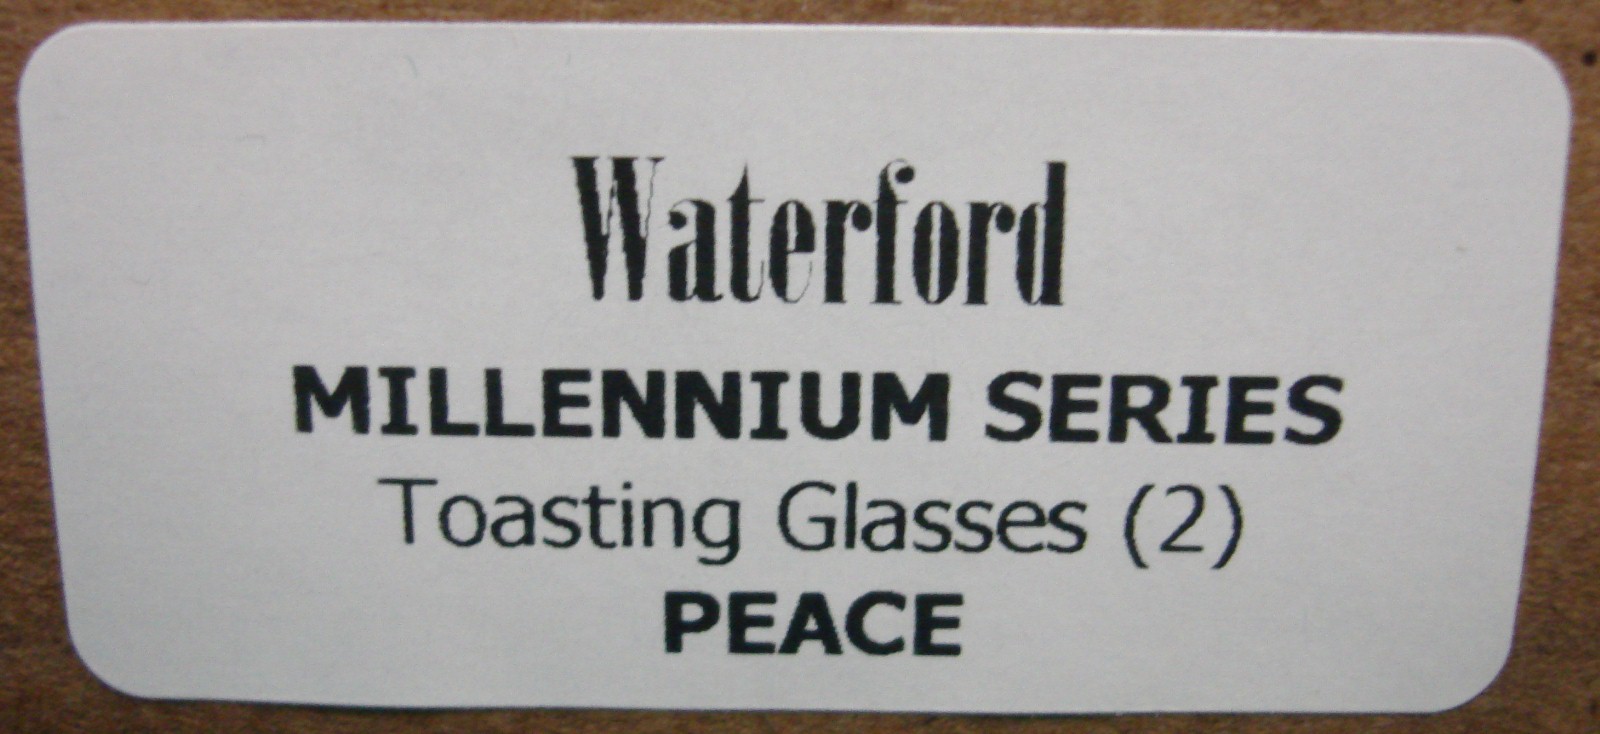 Waterford
MILLENNIUM SERIES
Toasting Glasses (2)
PEACE